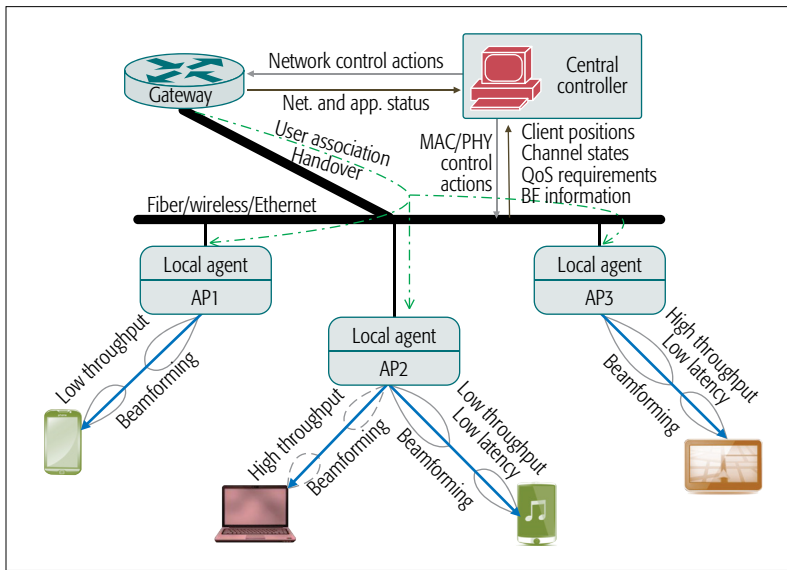 Network control actions
Central
controller
Gateway
Net. and app. status
User association
Handover
MAC/PHY
control
actions
Client positions
Channel states
QoS requirements
BF information
Fiber/wireless/Ethernet
Local agent
AP1
Local agent
AP2
Local agent
AP3
Low throughput
Beamforming
High throughput
Beamforming
Low throughput
Low latency
Beamforming
High throughput
Low latency
Beamforming